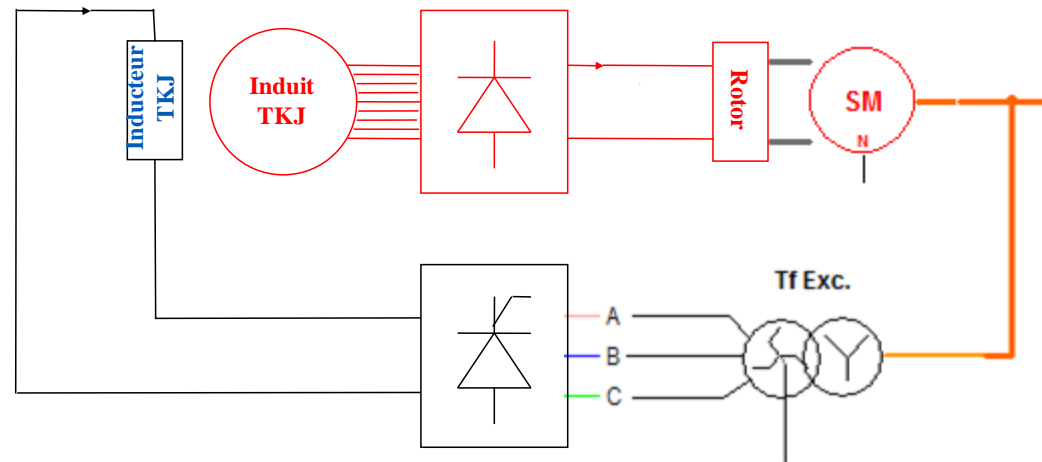 Inducteur
TKJ
Induit
TKJ
Rotor
SM
N
Tf Exc.
A
B
C